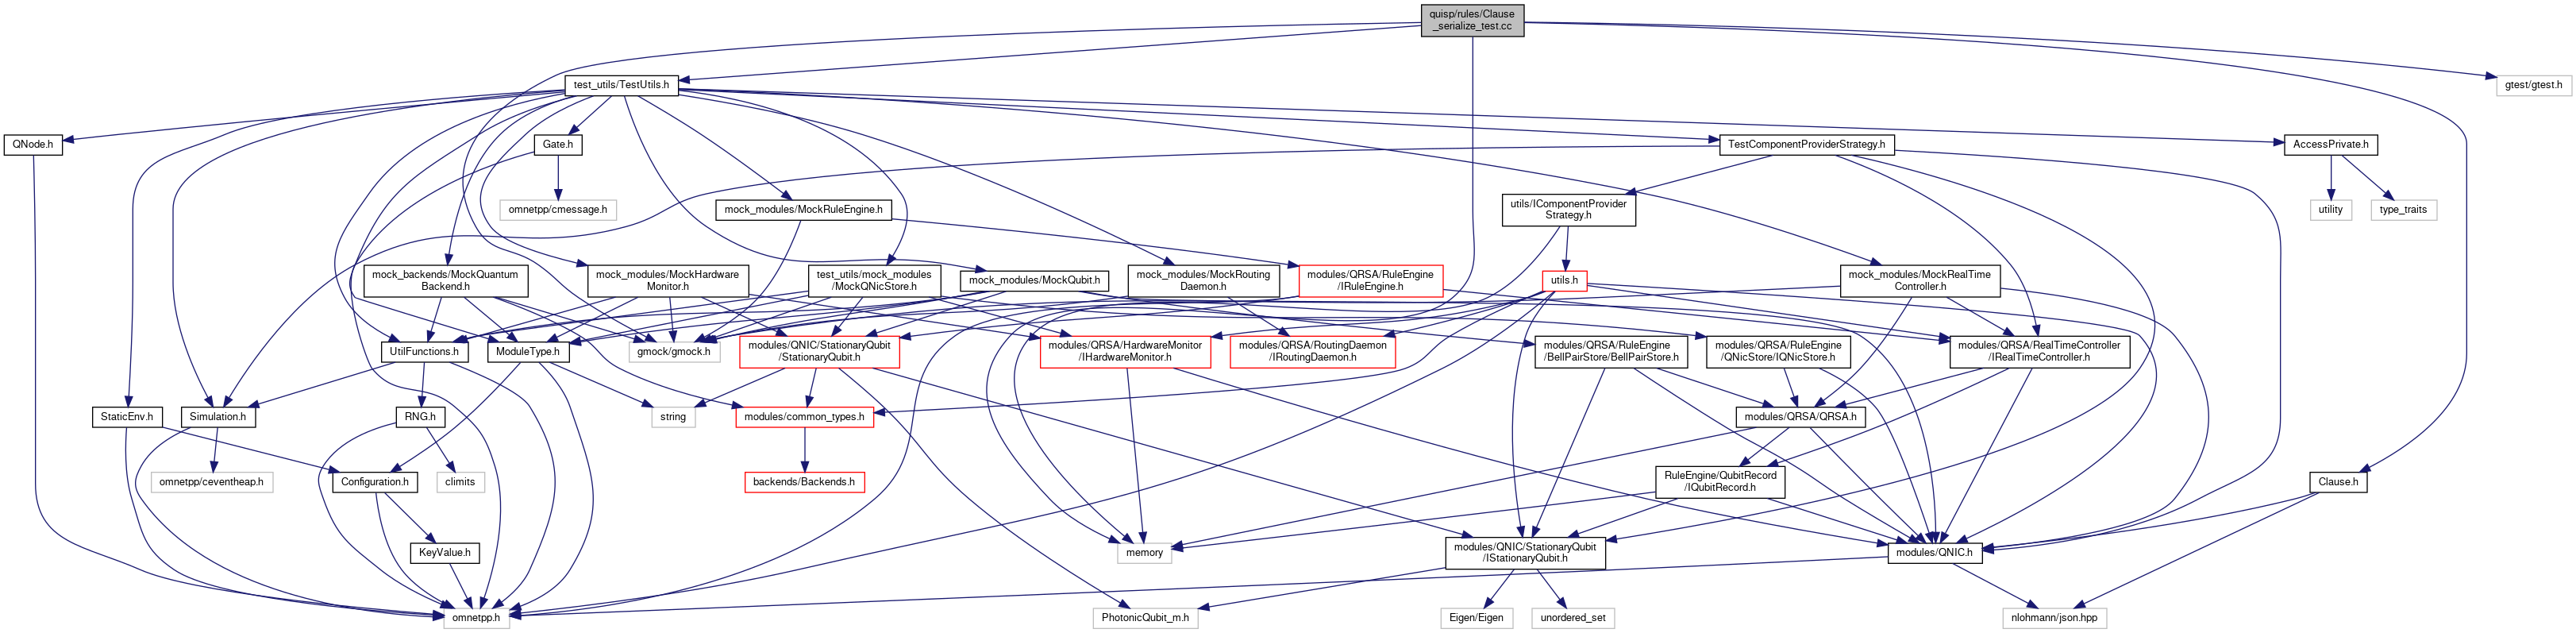 quisp/rules/Clause
_serialize_test.cc
test_utils/TestUtils.h
gtest/gtest.h
QNode.h
Gate.h
TestComponentProviderStrategy.h
AccessPrivate.h
omnetpp/cmessage.h
mock_modules/MockRuleEngine.h
utils/IComponentProvider
Strategy.h
utility
type_traits
mock_backends/MockQuantum
Backend.h
mock_modules/MockHardware
Monitor.h
test_utils/mock_modules
/MockQNicStore.h
mock_modules/MockQubit.h
mock_modules/MockRouting
Daemon.h
modules/QRSA/RuleEngine
/IRuleEngine.h
utils.h
mock_modules/MockRealTime
Controller.h
UtilFunctions.h
ModuleType.h
gmock/gmock.h
modules/QNIC/StationaryQubit
/StationaryQubit.h
modules/QRSA/HardwareMonitor
/IHardwareMonitor.h
modules/QRSA/RoutingDaemon
/IRoutingDaemon.h
modules/QRSA/RuleEngine
/BellPairStore/BellPairStore.h
modules/QRSA/RuleEngine
/QNicStore/IQNicStore.h
modules/QRSA/RealTimeController
/IRealTimeController.h
StaticEnv.h
Simulation.h
RNG.h
string
modules/common_types.h
modules/QRSA/QRSA.h
omnetpp/ceventheap.h
Configuration.h
climits
backends/Backends.h
RuleEngine/QubitRecord
/IQubitRecord.h
Clause.h
KeyValue.h
memory
modules/QNIC/StationaryQubit
/IStationaryQubit.h
modules/QNIC.h
omnetpp.h
PhotonicQubit_m.h
Eigen/Eigen
unordered_set
nlohmann/json.hpp